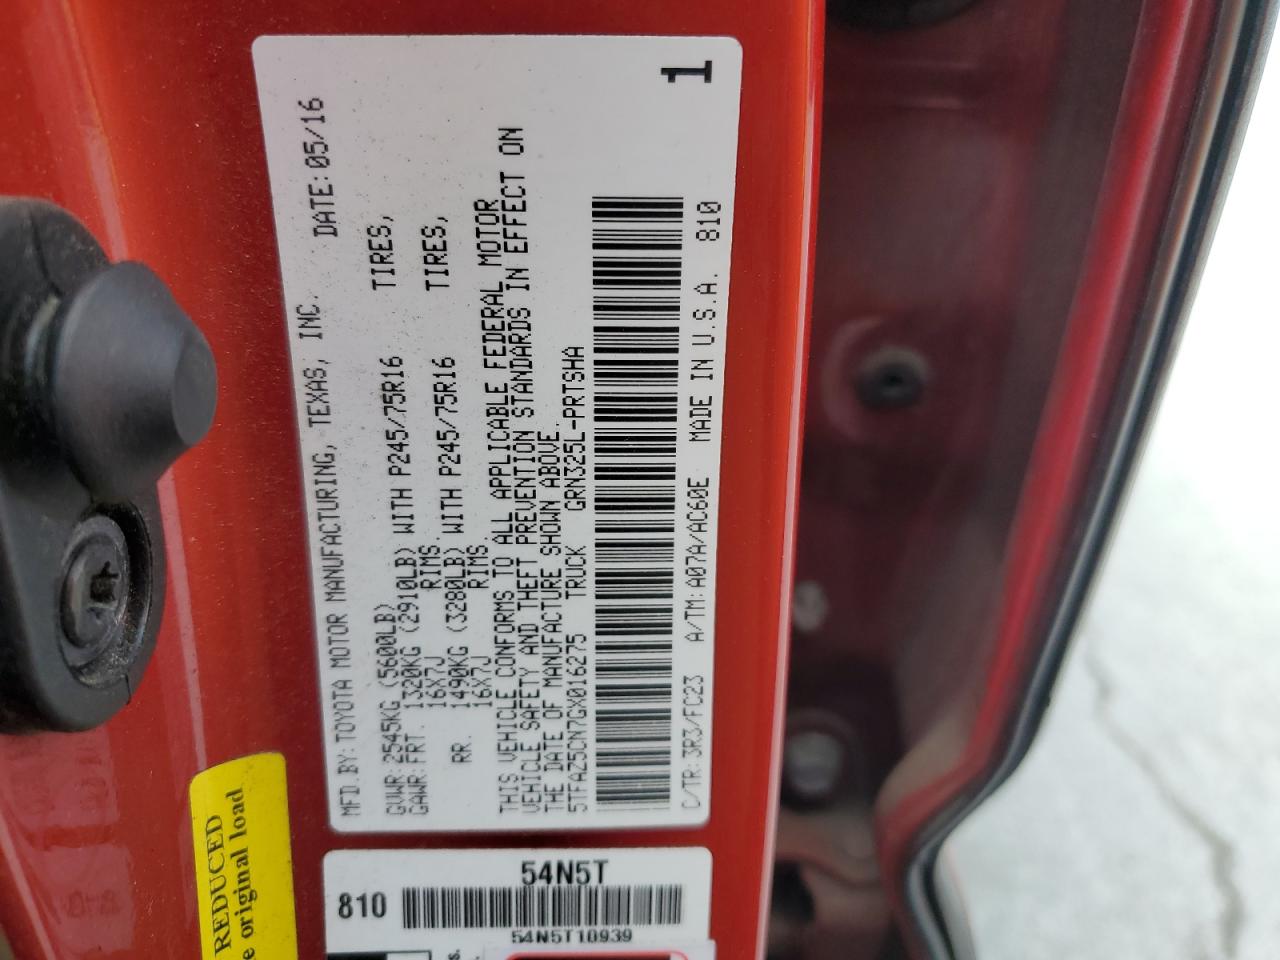 MFD.BY:TOYOTA MOTOR MANUFACTURING, TEXAS, INC. DATE:05/16
GVWR:2545KG (5600LB)
GAWR:FRT. 1320KG (2910LB) WITH P245/75R16 TIRES,
16X7J RIMS
RR. 1490KG (3280LB) WITH P245/75R16 TIRES,
16X7J RIMS
THIS VEHICLE CONFORMS TO ALL APPLICABLE FEDERAL MOTOR
VEHICLE SAFETY AND THEFT PREVENTION STANDARDS IN EFFECT ON
THE DATE OF MANUFACTURE SHOWN ABOVE.
5TFAZ5CN7GX016275 TRUCK GRN325L-PRTSHA
C/TR:3R3/FC23 A/TM:A07A/AC60E MADE IN U.S.A. 810
1
REDUCED
original load
54N5T
810
54N5T10939